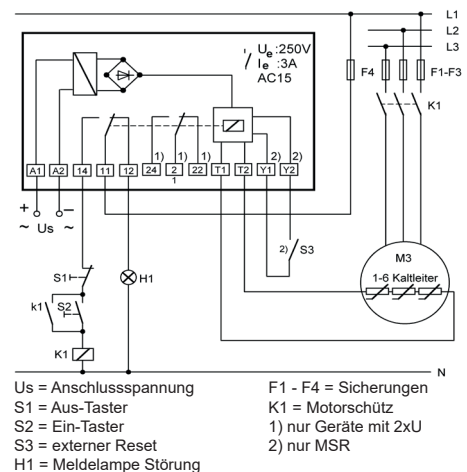 L1
L2
L3
Ue:250V
Ie:3A
AC15
F4
F1-F3
K1
1) 1) 2) 2)
A1 A2 14 11 12 24 21 22 T1 T2 Y1 Y2
+ –
~ Us ~
2) S3
M3
1-6 Kaltleiter
S1
H1
k1 S2
K1
N
Us = Anschlussspannung
S1 = Aus-Taster
S2 = Ein-Taster
S3 = externer Reset
H1 = Meldelampe Störung
F1 - F4 = Sicherungen
K1 = Motorschütz
1) nur Geräte mit 2xU
2) nur MSR